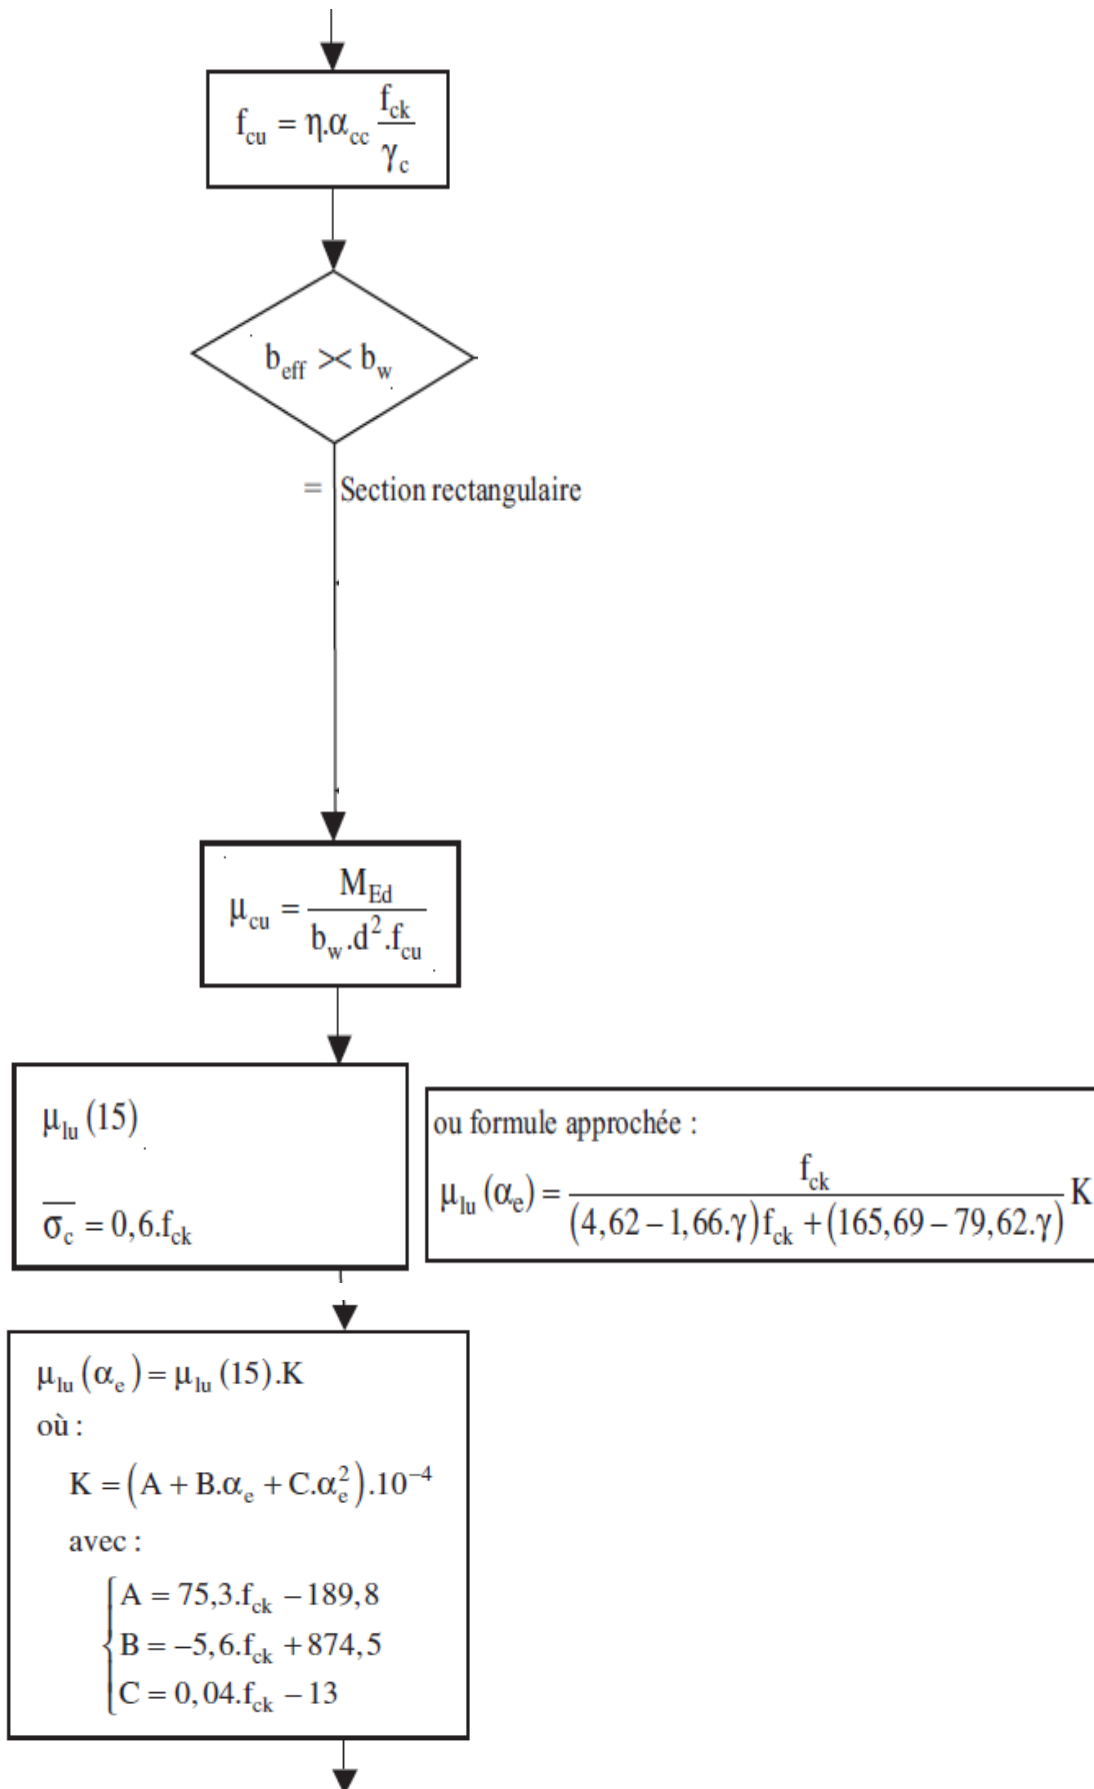 f_cu = η.α_cc f_ck / γ_c
b_eff >< b_w
= Section rectangulaire
μ_cu = M_Ed / (b_w.d².f_cu)
μ_lu (15)
σ̅_c = 0,6.f_ck
ou formule approchée :
μ_lu (α_e) = f_ck / ((4,62 – 1,66.γ)f_ck + (165,69 – 79,62.γ)) K
μ_lu (α_e) = μ_lu (15).K
où :
K = (A + B.α_e + C.α_e²).10⁻⁴
avec :
A = 75,3.f_ck – 189,8
B = –5,6.f_ck + 874,5
C = 0,04.f_ck – 13